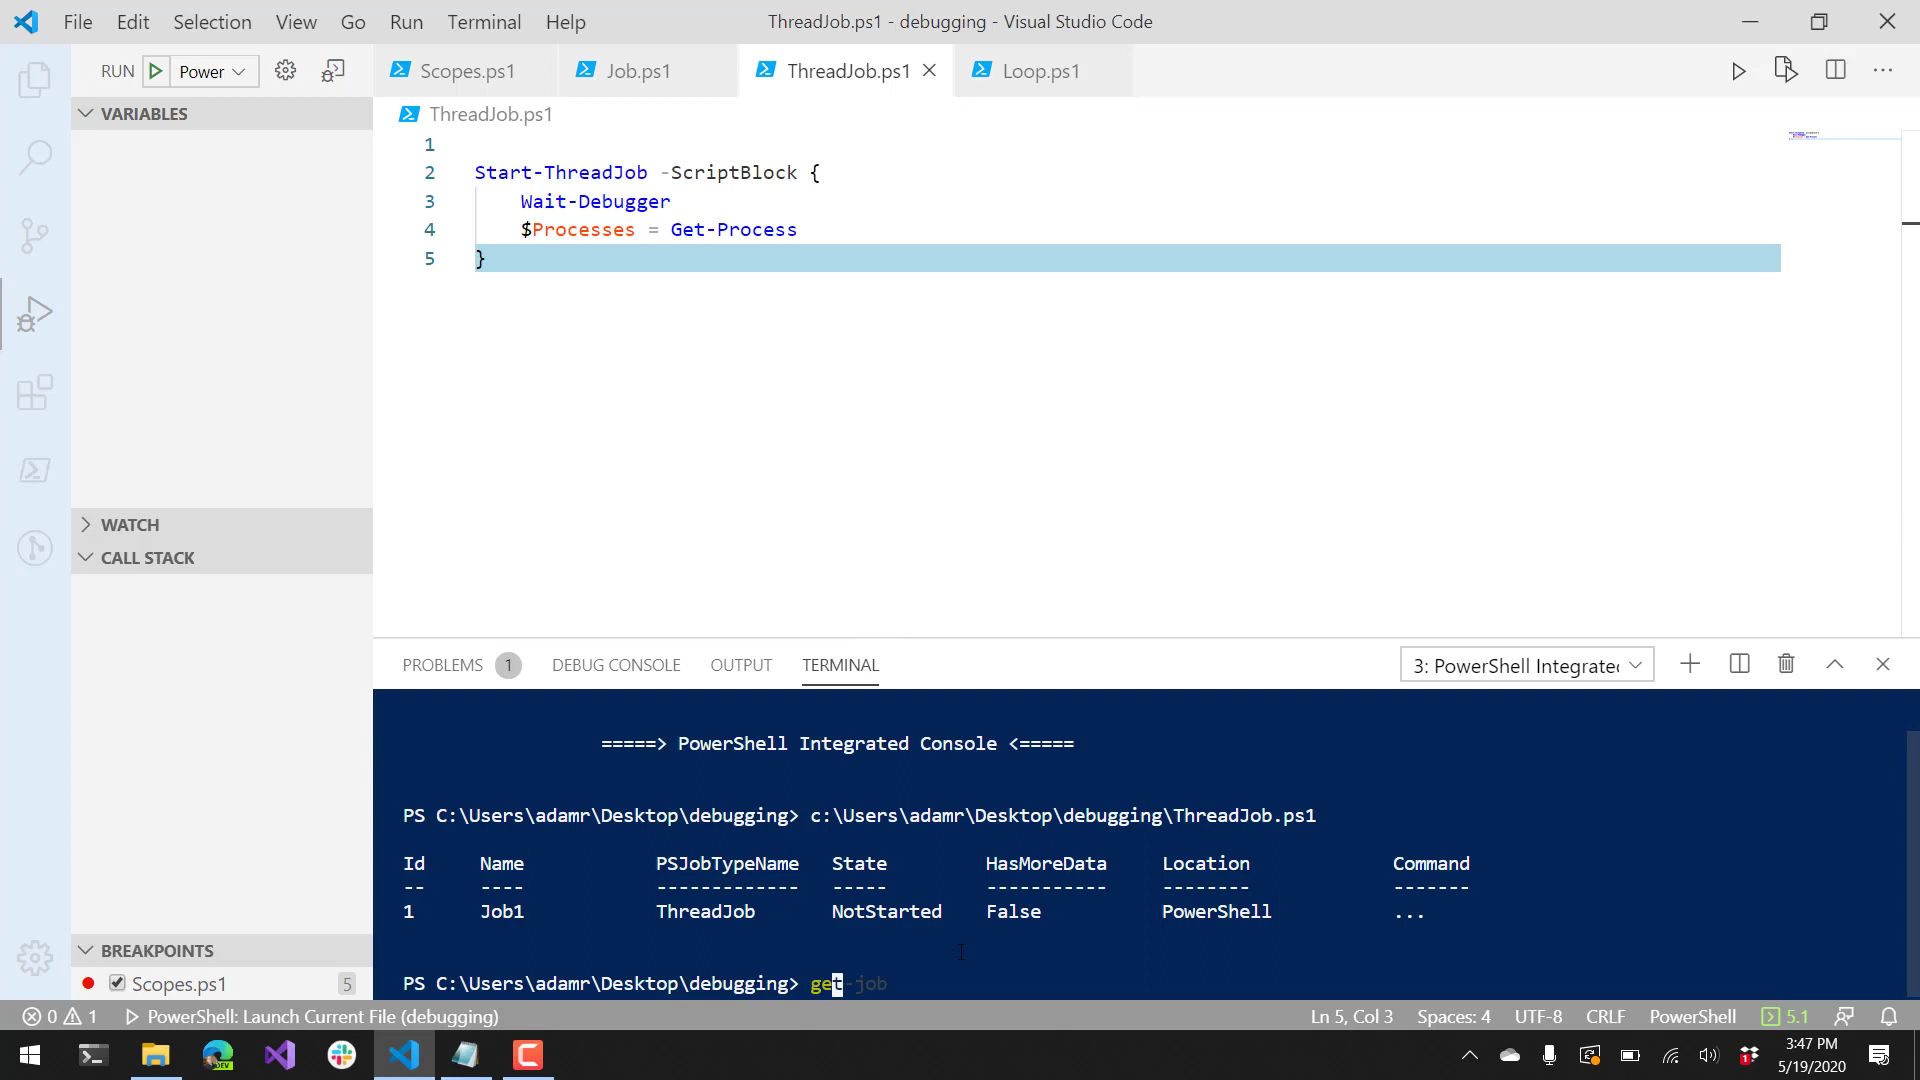 File Edit Selection View Go Run Terminal Help ThreadJob.ps1 - debugging - Visual Studio Code
RUN Power Scopes.ps1 Job.ps1 ThreadJob.ps1 Loop.ps1
VARIABLES
ThreadJob.ps1
1
2 Start-ThreadJob -ScriptBlock {
3 Wait-Debugger
4 $Processes = Get-Process
5 }
WATCH
CALL STACK
PROBLEMS 1 DEBUG CONSOLE OUTPUT TERMINAL 3: PowerShell Integrate
=====> PowerShell Integrated Console <=====
PS C:\Users\adamr\Desktop\debugging> c:\Users\adamr\Desktop\debugging\ThreadJob.ps1
Id Name PSJobTypeName State HasMoreData Location Command
-- ---- ------------- ----- ----------- -------- -------
1 Job1 ThreadJob NotStarted False PowerShell ...
BREAKPOINTS
Scopes.ps1 5
PS C:\Users\adamr\Desktop\debugging> get-job
0 1 PowerShell: Launch Current File (debugging) Ln 5, Col 3 Spaces: 4 UTF-8 CRLF PowerShell 5.1
DEV 1 3:47 PM
5/19/2020